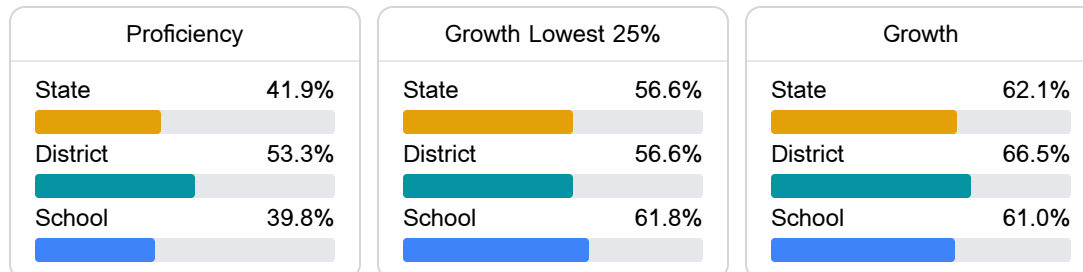 Proficiency
State 41.9%
District 53.3%
School 39.8%
Growth Lowest 25%
State 56.6%
District 56.6%
School 61.8%
Growth
State 62.1%
District 66.5%
School 61.0%